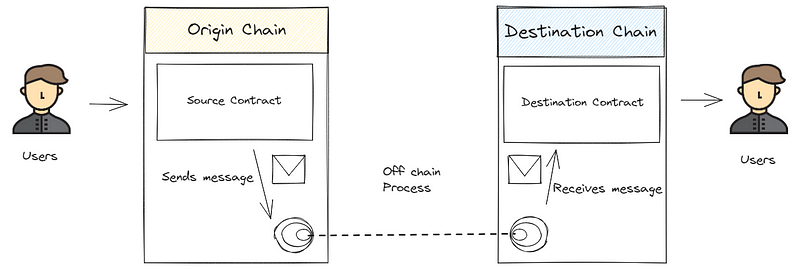 Origin Chain
Destination Chain
Source Contract
Destination Contract
Users
Users
Sends message
Off chain
Process
Receives message